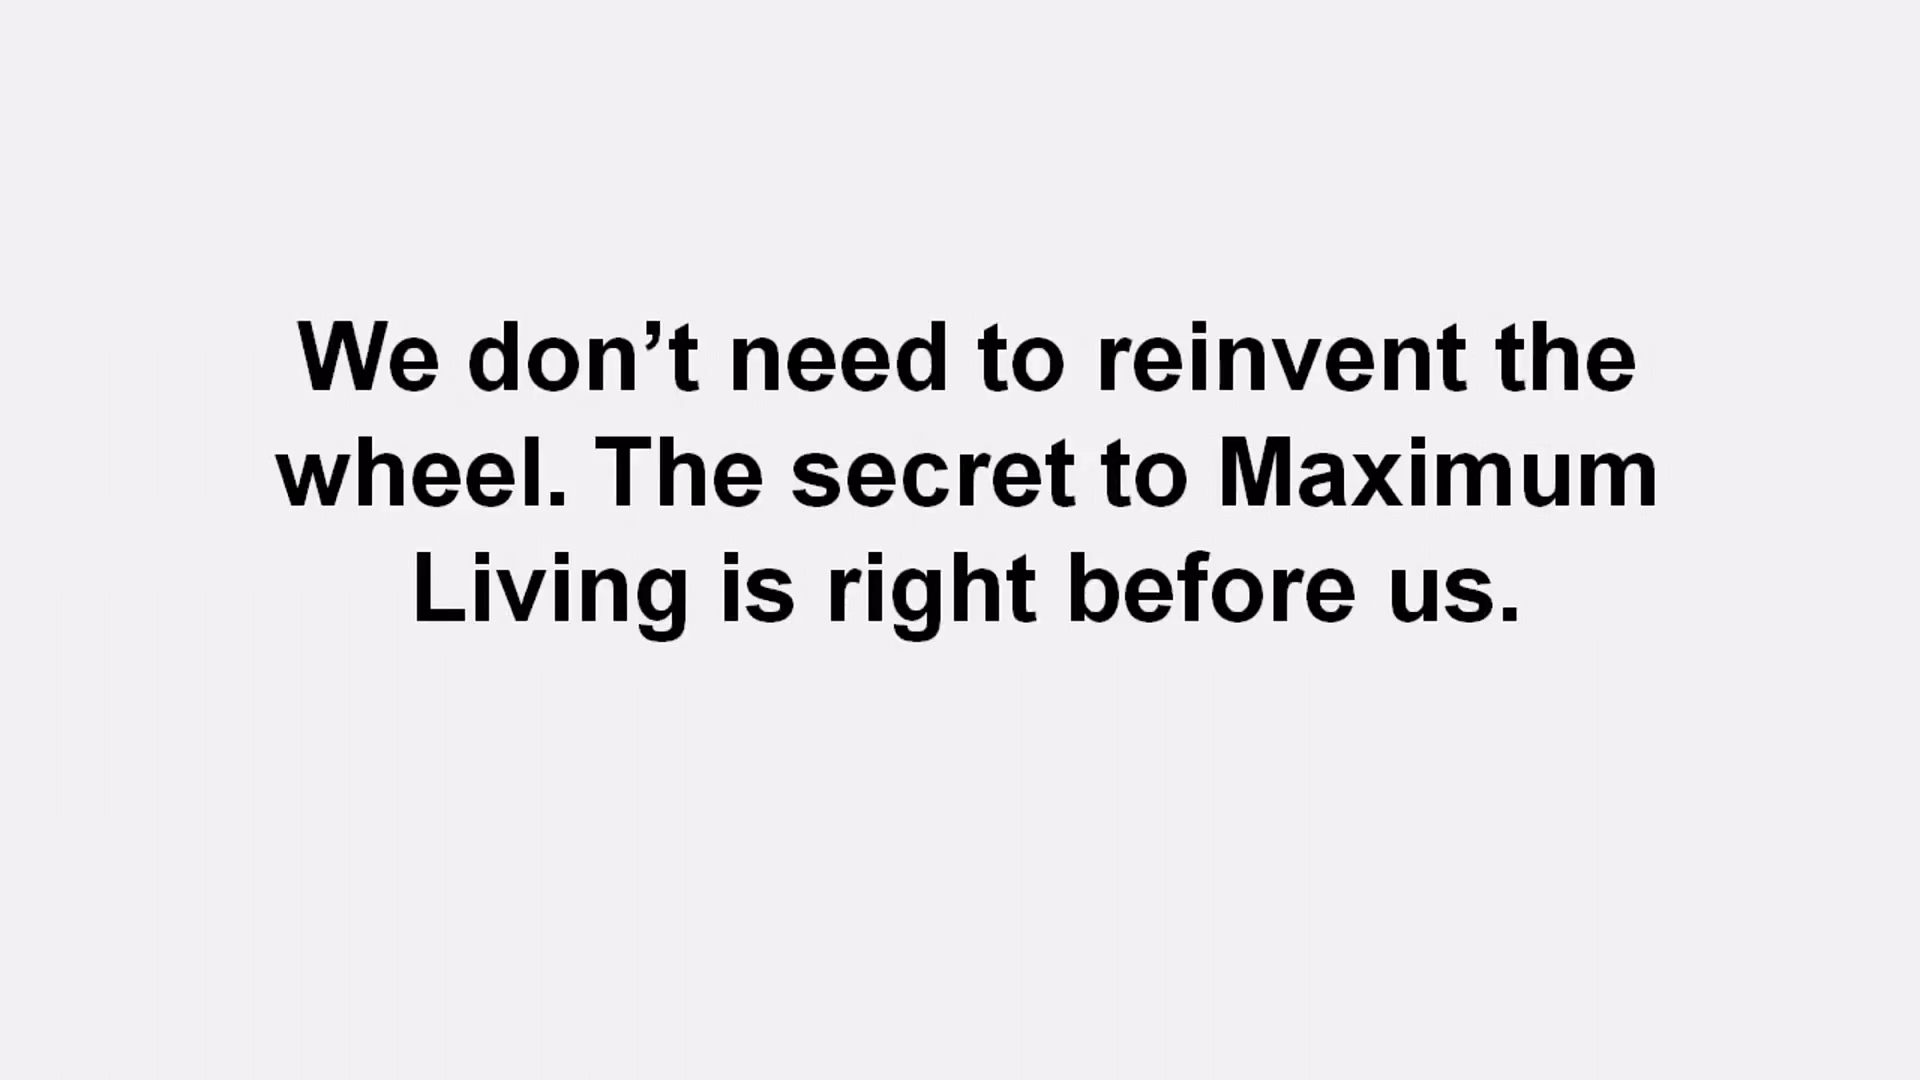 We don’t need to reinvent the
wheel. The secret to Maximum
Living is right before us.